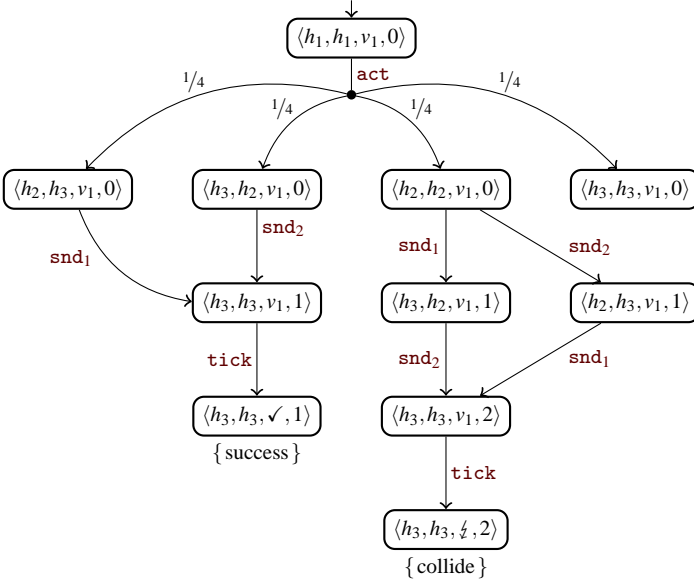 ⟨h₁, h₁, v₁, 0⟩
act
1/4 1/4 1/4 1/4
⟨h₂, h₃, v₁, 0⟩ ⟨h₃, h₂, v₁, 0⟩ ⟨h₂, h₂, v₁, 0⟩ ⟨h₃, h₃, v₁, 0⟩
snd₁ snd₂ snd₁ snd₂
⟨h₃, h₃, v₁, 1⟩ ⟨h₃, h₂, v₁, 1⟩ ⟨h₂, h₃, v₁, 1⟩
tick snd₂ snd₁
⟨h₃, h₃, ✓, 1⟩ ⟨h₃, h₃, v₁, 2⟩
{success}
tick
⟨h₃, h₃, ↯, 2⟩
{collide}